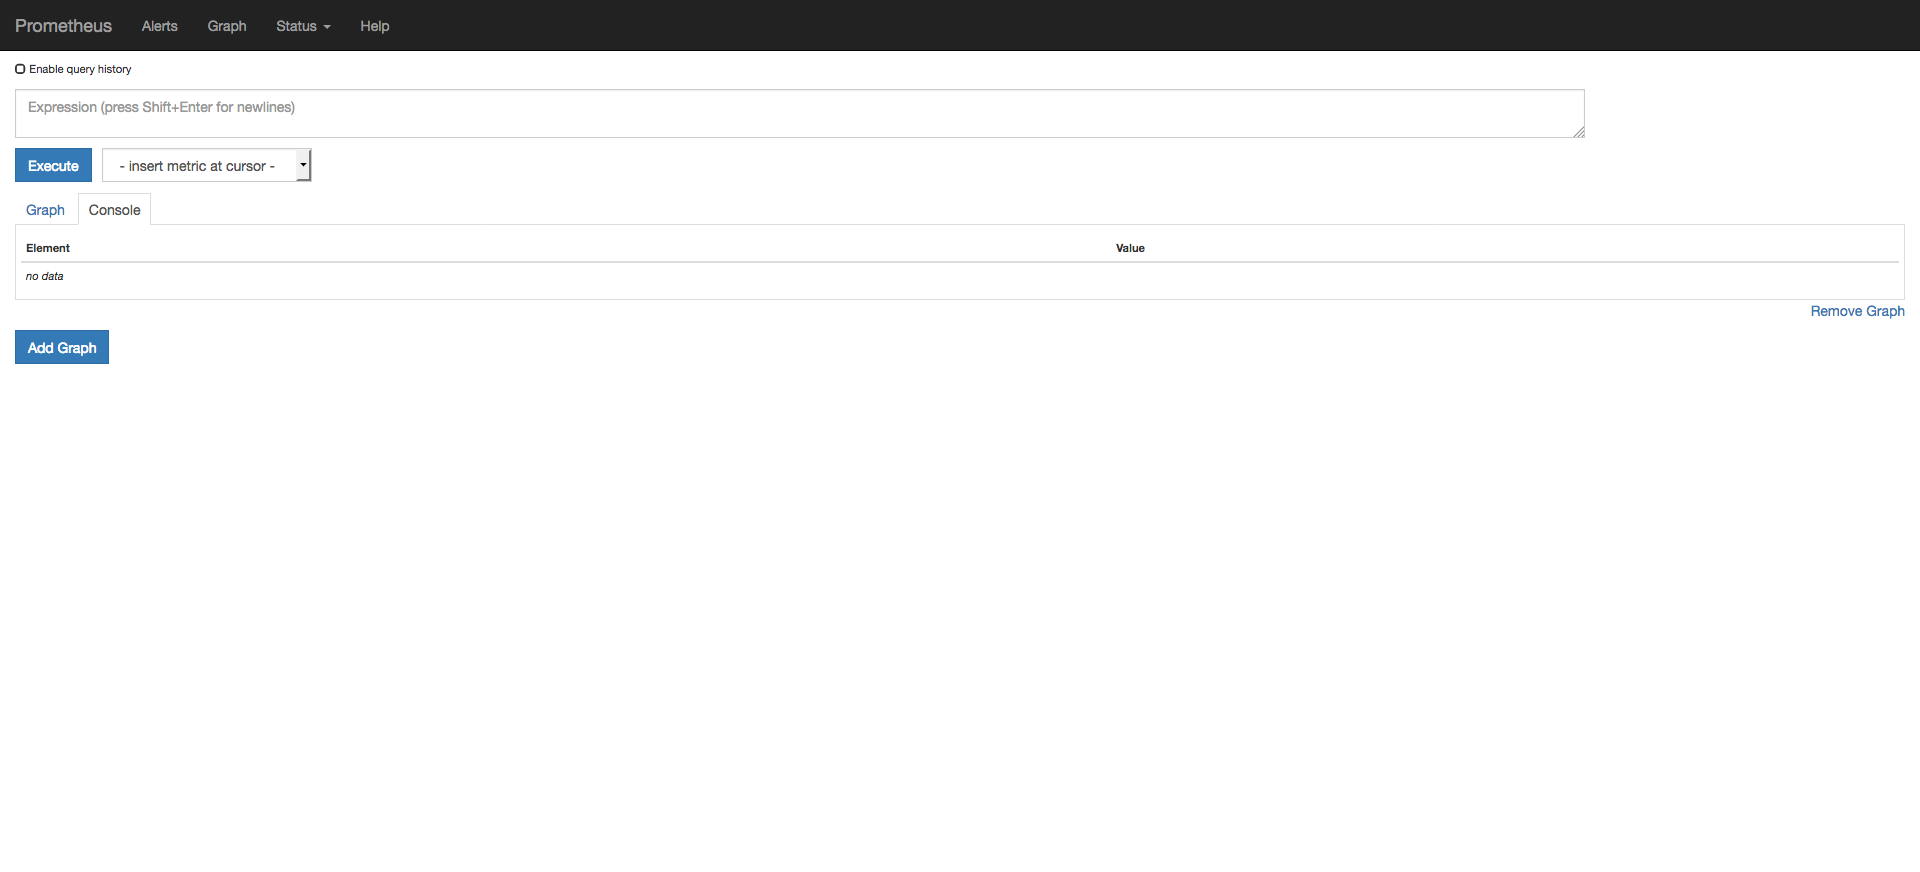 Prometheus Alerts Graph Status Help
Enable query history
Expression (press Shift+Enter for newlines)
Execute - insert metric at cursor -
Graph Console
Element Value
no data
Remove Graph
Add Graph